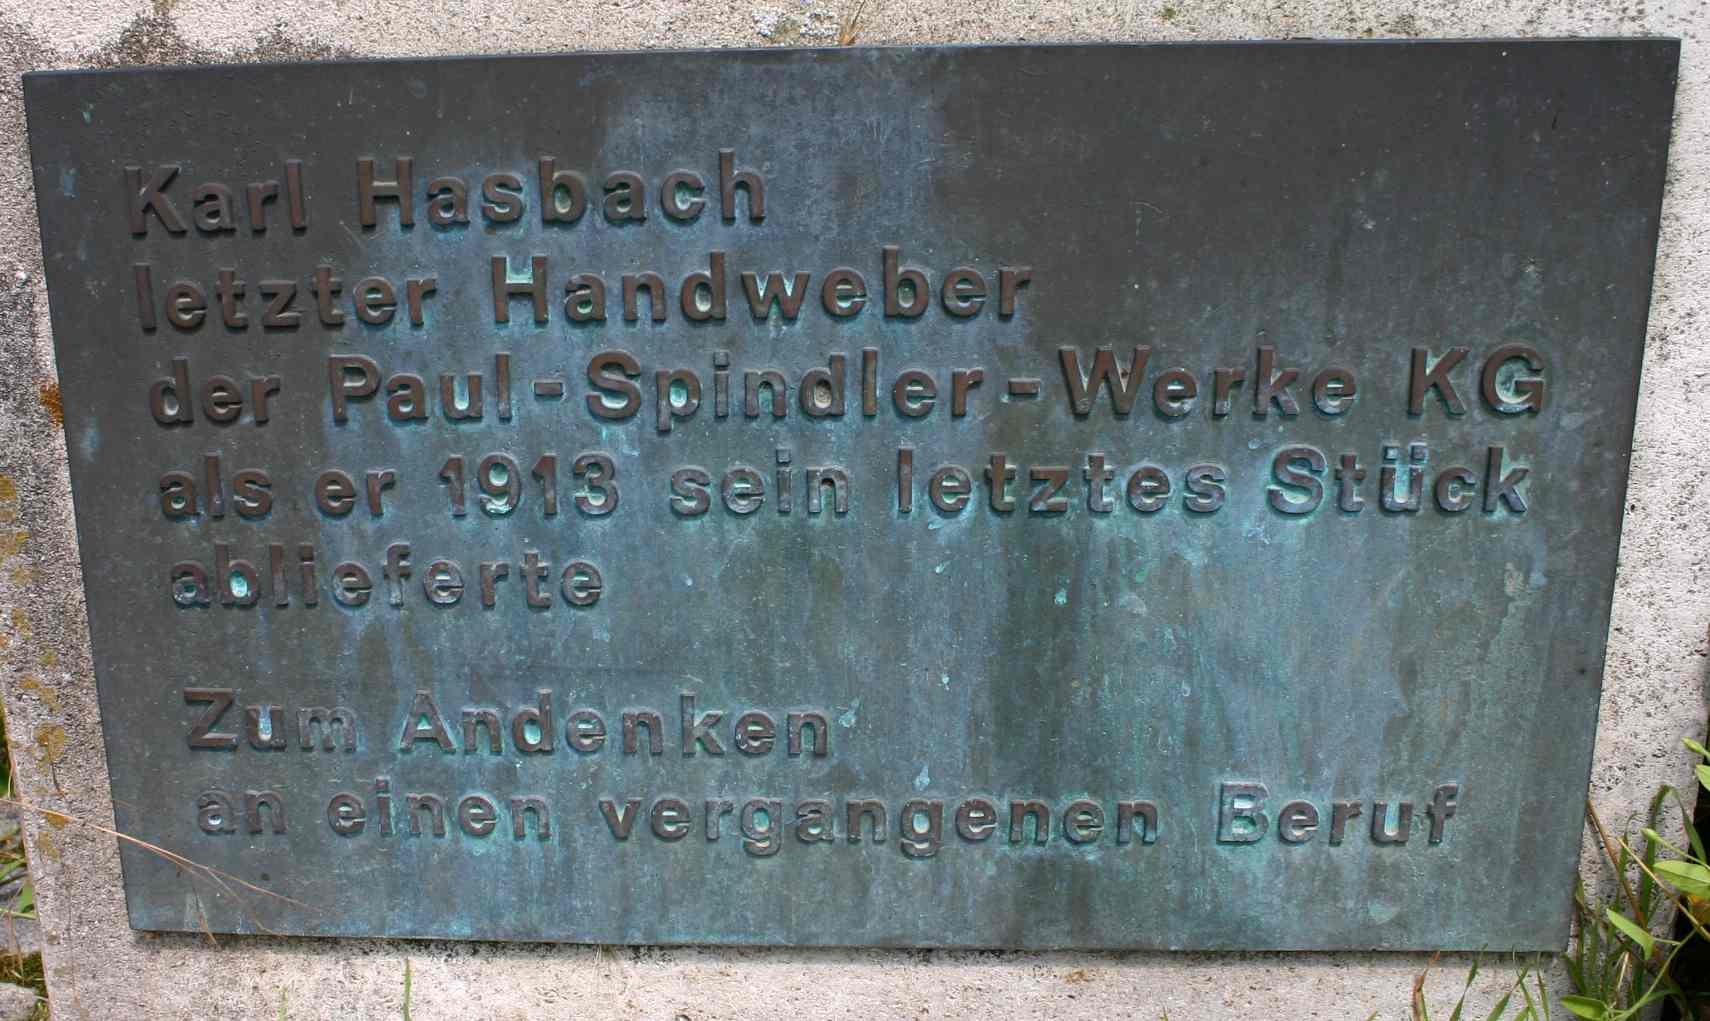 Karl Hasbach
letzter Handweber
der Paul-Spindler-Werke KG
als er 1913 sein letztes Stück
ablieferte
Zum Andenken
an einen vergangenen Beruf